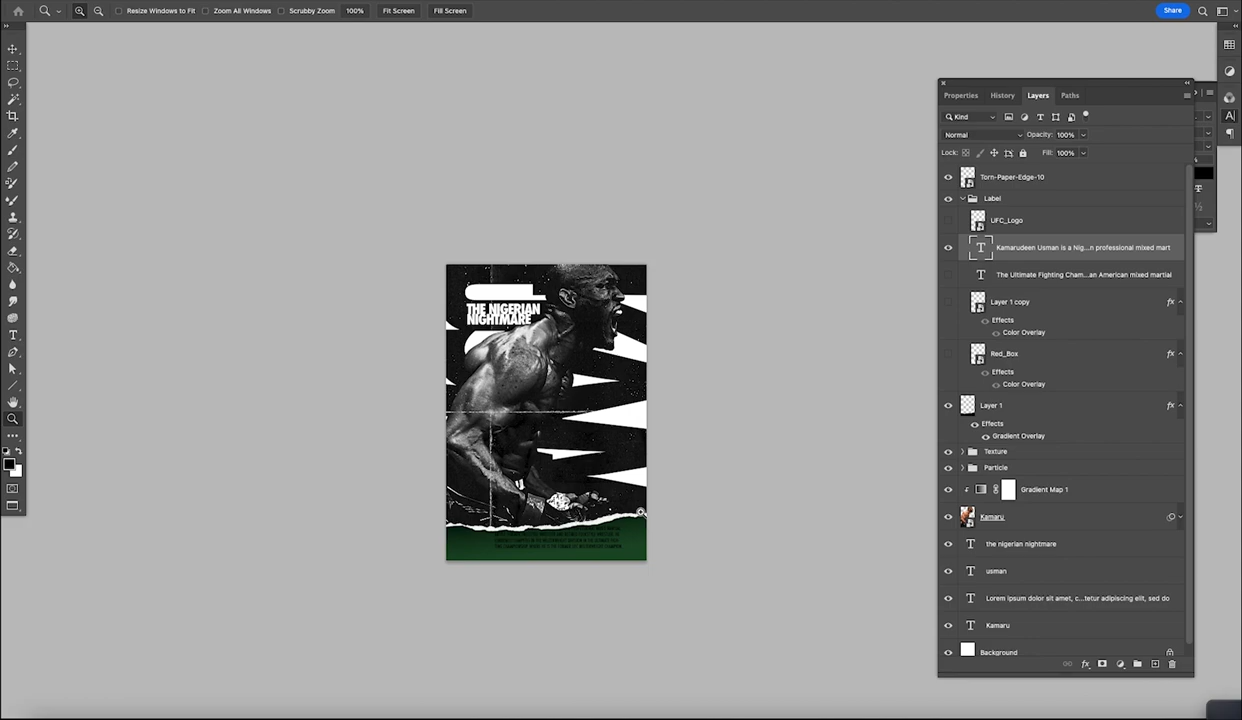 Resize Windows to Fit Zoom All Windows Scrubby Zoom 100% Fit Screen Fill Screen Share
Properties History Layers Paths
Kind
Normal Opacity: 100%
Lock: Fill: 100%
Torn-Paper-Edge-10
Label
UFC_Logo
Kamarudeen Usman is a Nig...n professional mixed mart
The Ultimate Fighting Cham...an American mixed martial
Layer 1 copy fx
Effects
Color Overlay
Red_Box fx
Effects
Color Overlay
Layer 1 fx
Effects
Gradient Overlay
Texture
Particle
Gradient Map 1
Kamaru
the nigerian nightmare
usman
Lorem ipsum dolor sit amet, c...tetur adipiscing elit, sed do
Kamaru
Background
fx
THE NIGERIAN
NIGHTMARE